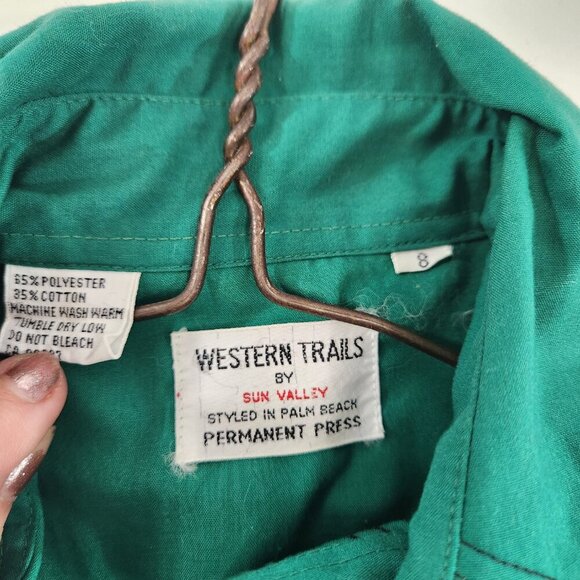 65% POLYESTER
35% COTTON
MACHINE WASH WARM
TUMBLE DRY LOW
DO NOT BLEACH
8
WESTERN TRAILS
BY
SUN VALLEY
STYLED IN PALM BEACH
PERMANENT PRESS